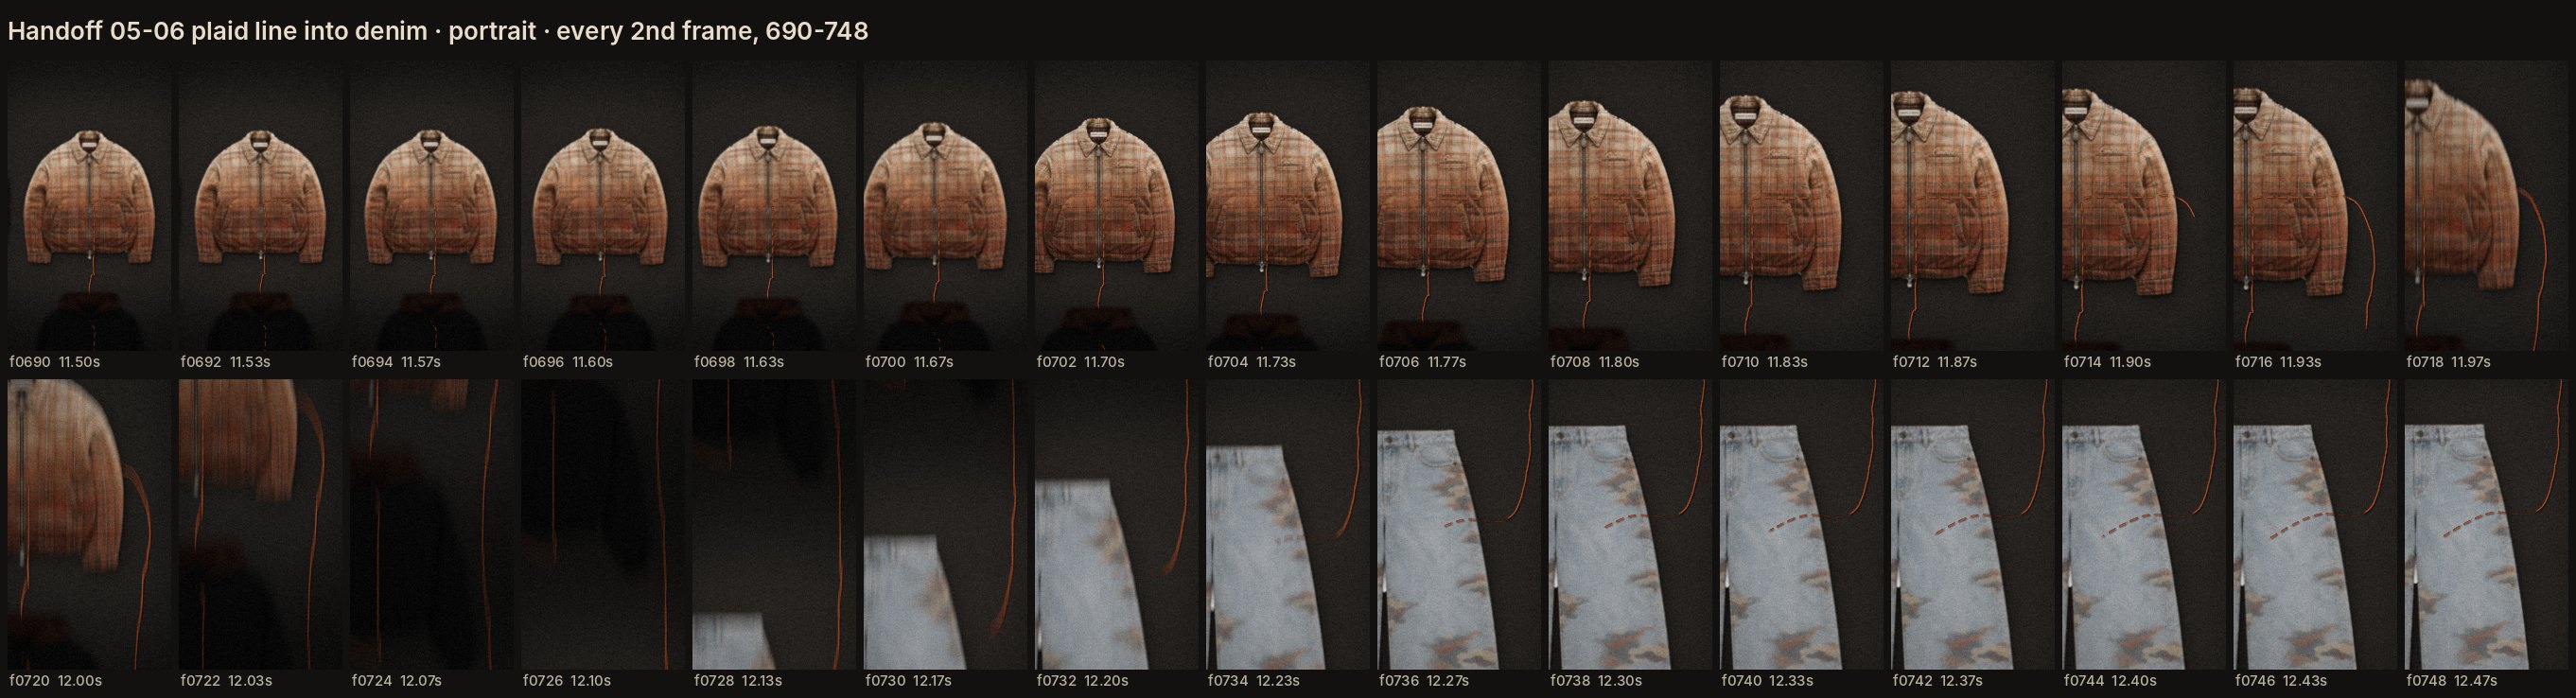 Handoff 05-06 plaid line into denim · portrait · every 2nd frame, 690-748
f0690 11.50s
f0692 11.53s
f0694 11.57s
f0696 11.60s
f0698 11.63s
f0700 11.67s
f0702 11.70s
f0704 11.73s
f0706 11.77s
f0708 11.80s
f0710 11.83s
f0712 11.87s
f0714 11.90s
f0716 11.93s
f0718 11.97s
f0720 12.00s
f0722 12.03s
f0724 12.07s
f0726 12.10s
f0728 12.13s
f0730 12.17s
f0732 12.20s
f0734 12.23s
f0736 12.27s
f0738 12.30s
f0740 12.33s
f0742 12.37s
f0744 12.40s
f0746 12.43s
f0748 12.47s